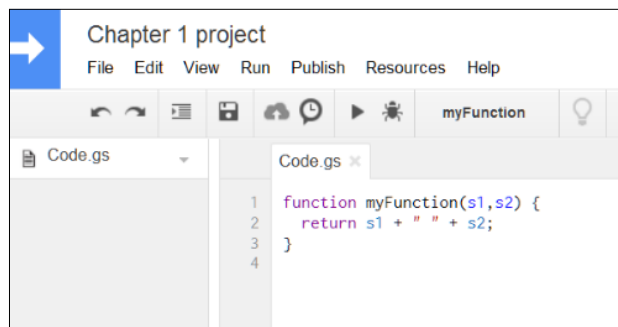 Chapter 1 project
File Edit View Run Publish Resources Help
myFunction
Code.gs
Code.gs ×
1 function myFunction(s1,s2) {
2   return s1 + " " + s2;
3 }
4